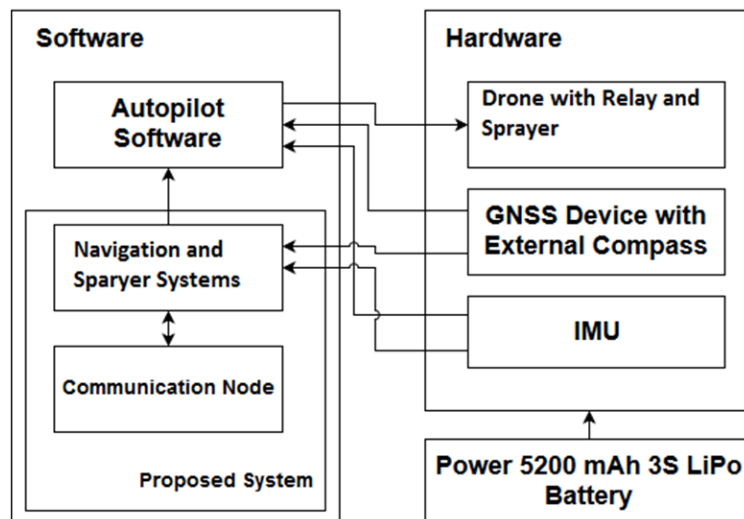 Software
Autopilot
Software
Navigation and
Sparyer Systems
Communication Node
Proposed System
Hardware
Drone with Relay and
Sprayer
GNSS Device with
External Compass
IMU
Power 5200 mAh 3S LiPo
Battery